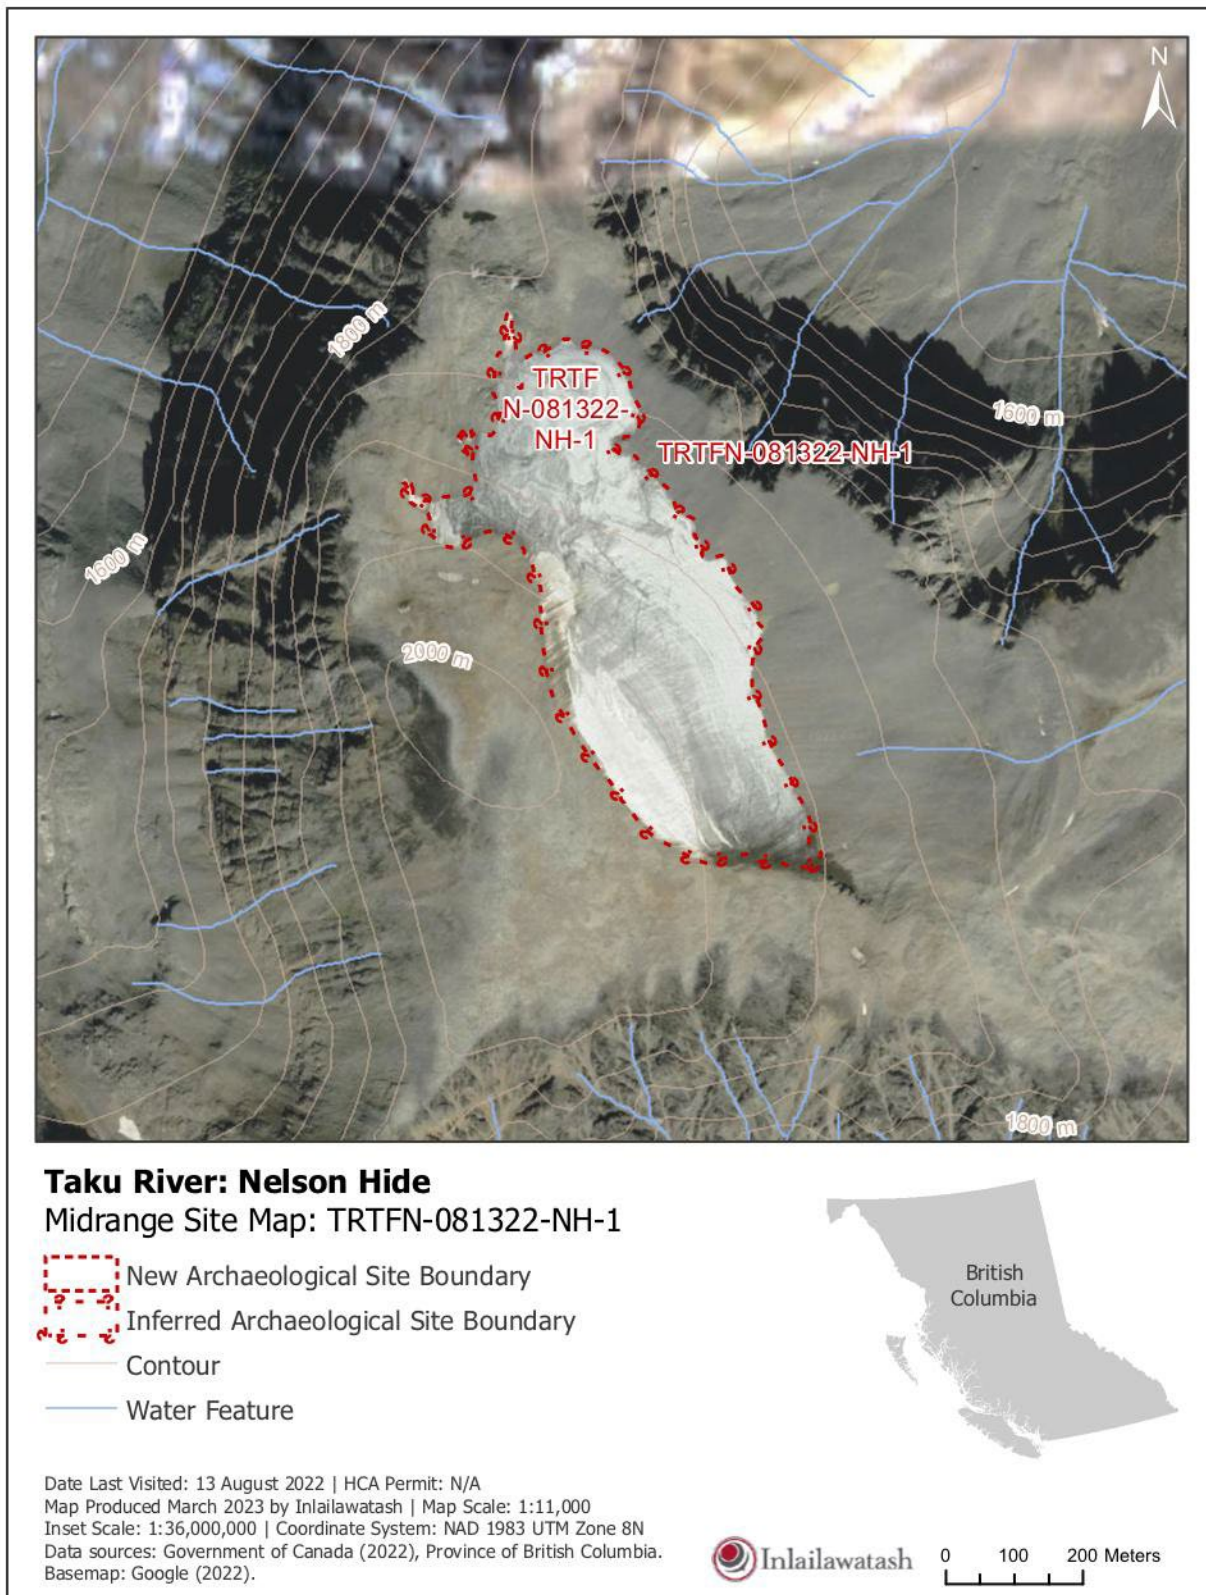 N
1800 m
TRTF
N-081322-
NH-1
TRTFN-081322-NH-1
1600 m
1600 m
2000 m
1800 m
Taku River: Nelson Hide
Midrange Site Map: TRTFN-081322-NH-1
New Archaeological Site Boundary
Inferred Archaeological Site Boundary
Contour
Water Feature
British
Columbia
Date Last Visited: 13 August 2022 | HCA Permit: N/A
Map Produced March 2023 by Inlailawatash | Map Scale: 1:11,000
Inset Scale: 1:36,000,000 | Coordinate System: NAD 1983 UTM Zone 8N
Data sources: Government of Canada (2022), Province of British Columbia.
Basemap: Google (2022).
Inlailawatash
0 100 200 Meters